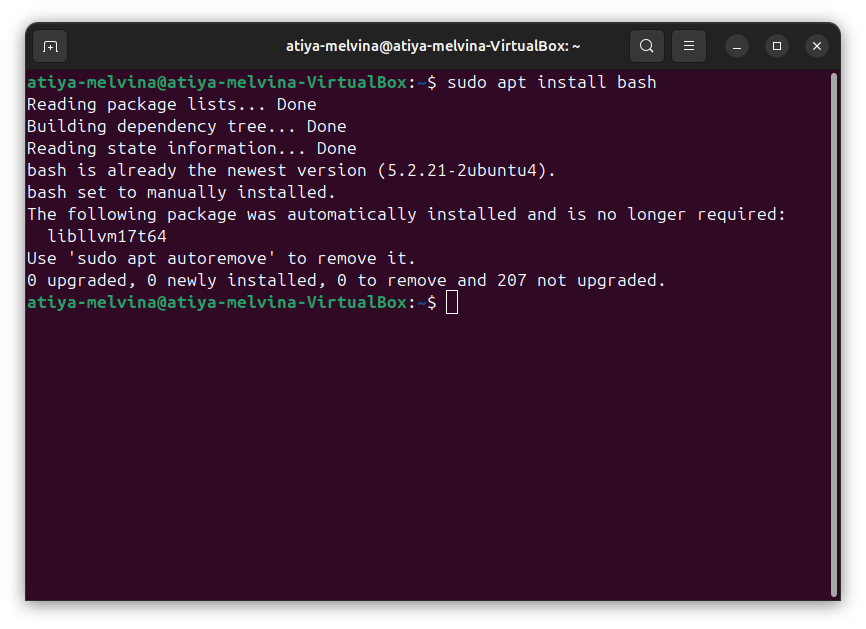 atiya-melvina@atiya-melvina-VirtualBox: ~
atiya-melvina@atiya-melvina-VirtualBox:~$ sudo apt install bash
Reading package lists... Done
Building dependency tree... Done
Reading state information... Done
bash is already the newest version (5.2.21-2ubuntu4).
bash set to manually installed.
The following package was automatically installed and is no longer required:
  libllvm17t64
Use 'sudo apt autoremove' to remove it.
0 upgraded, 0 newly installed, 0 to remove and 207 not upgraded.
atiya-melvina@atiya-melvina-VirtualBox:~$